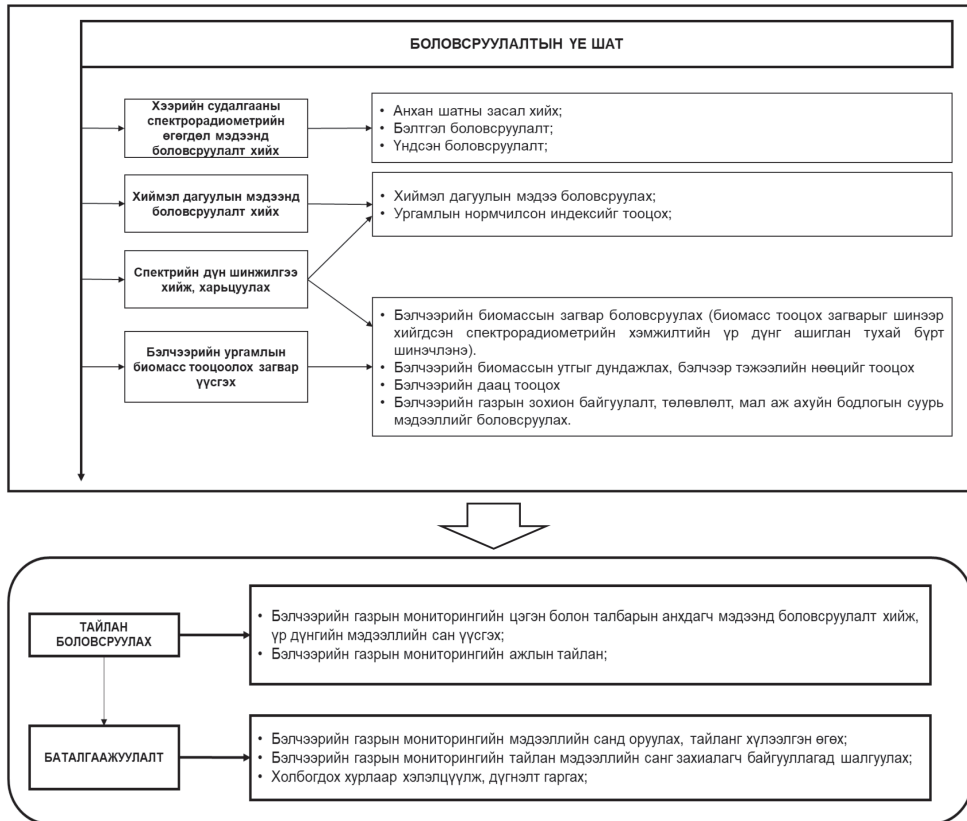 БОЛОВСРУУЛАЛТЫН ҮЕ ШАТ
Хээрийн судалгааны
спектрорадиометрийн
өгөгдөл мэдээнд
боловсруулалт хийх
• Анхан шатны засал хийх;
• Бэлтгэл боловсруулалт;
• Үндсэн боловсруулалт;
Хиймэл дагуулын мэдээнд
боловсруулалт хийх
• Хиймэл дагуулын мэдээ боловсруулах;
• Ургамлын нормчилсон индексийг тооцох;
Спектрийн дүн шинжилгээ
хийж, харьцуулах
Бэлчээрийн ургамлын
биомасс тооцоолох загвар
үүсгэх
• Бэлчээрийн биомассын загвар боловсруулах (биомасс тооцох загварыг шинээр
хийгдсэн спектрорадиометрийн хэмжилтийн үр дүнг ашиглан тухай бүрт
шинэчлэнэ).
• Бэлчээрийн биомассын утгыг дундажлах, бэлчээр тэжээлийн нөөцийг тооцох
• Бэлчээрийн даац тооцох
• Бэлчээрийн газрын зохион байгуулалт, төлөвлөлт, мал аж ахуйн бодлогын суурь
мэдээллийг боловсруулах.
ТАЙЛАН
БОЛОВСРУУЛАХ
• Бэлчээрийн газрын мониторингийн цэгэн болон талбарын анхдагч мэдээнд боловсруулалт хийж,
үр дүнгийн мэдээллийн сан үүсгэх;
• Бэлчээрийн газрын мониторингийн ажлын тайлан;
БАТАЛГААЖУУЛАЛТ
• Бэлчээрийн газрын мониторингийн мэдээллийн санд оруулах, тайланг хүлээлгэн өгөх;
• Бэлчээрийн газрын мониторингийн тайлан мэдээллийн санг захиалагч байгууллагад шалгуулах;
• Холбогдох хурлаар хэлэлцүүлж, дүгнэлт гаргах;